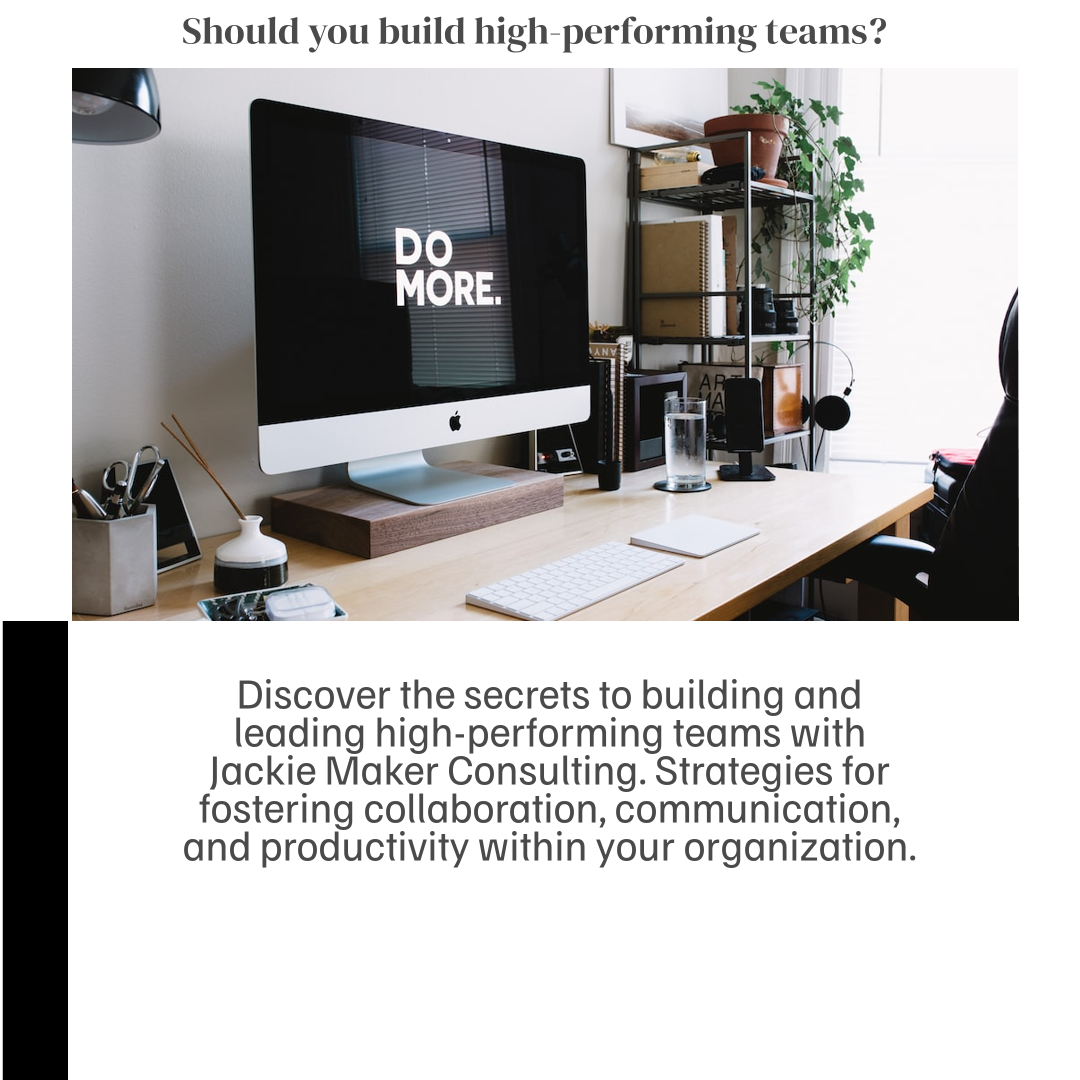 Should you build high-performing teams?
DO
MORE.
ART
Discover the secrets to building and
leading high-performing teams with
Jackie Maker Consulting. Strategies for
fostering collaboration, communication,
and productivity within your organization.